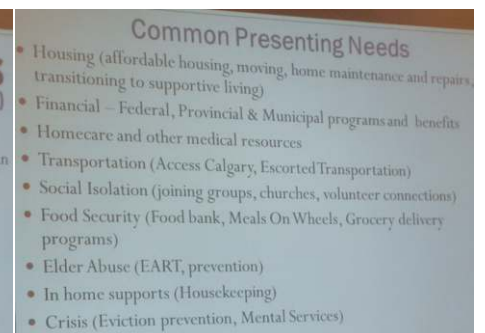 Common Presenting Needs
• Housing (affordable housing, moving, home maintenance and repairs,
transitioning to supportive living)
• Financial – Federal, Provincial & Municipal programs and benefits
• Homecare and other medical resources
• Transportation (Access Calgary, Escorted Transportation)
• Social Isolation (joining groups, churches, volunteer connections)
• Food Security (Food bank, Meals On Wheels, Grocery delivery
programs)
• Elder Abuse (EART, prevention)
• In home supports (Housekeeping)
• Crisis (Eviction prevention, Mental Services)